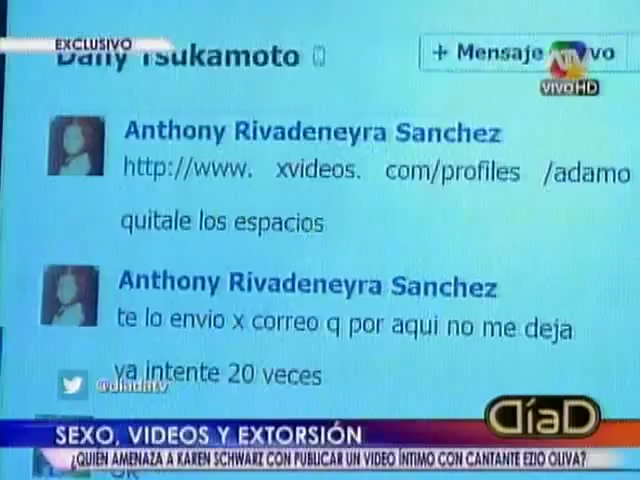 EXCLUSIVO
Dany Tsukamoto
+ Mensaje vo
ATV
VIVO HD
Anthony Rivadeneyra Sanchez
http://www. xvideos. com/profiles /adamo
quitale los espacios
Anthony Rivadeneyra Sanchez
te lo envio x correo q por aqui no me deja
ya intente 20 veces
@diadatv
DíaD
SEXO, VIDEOS Y EXTORSIÓN
¿QUIÉN AMENAZA A KAREN SCHWARZ CON PUBLICAR UN VIDEO ÍNTIMO CON CANTANTE EZIO OLIVA?